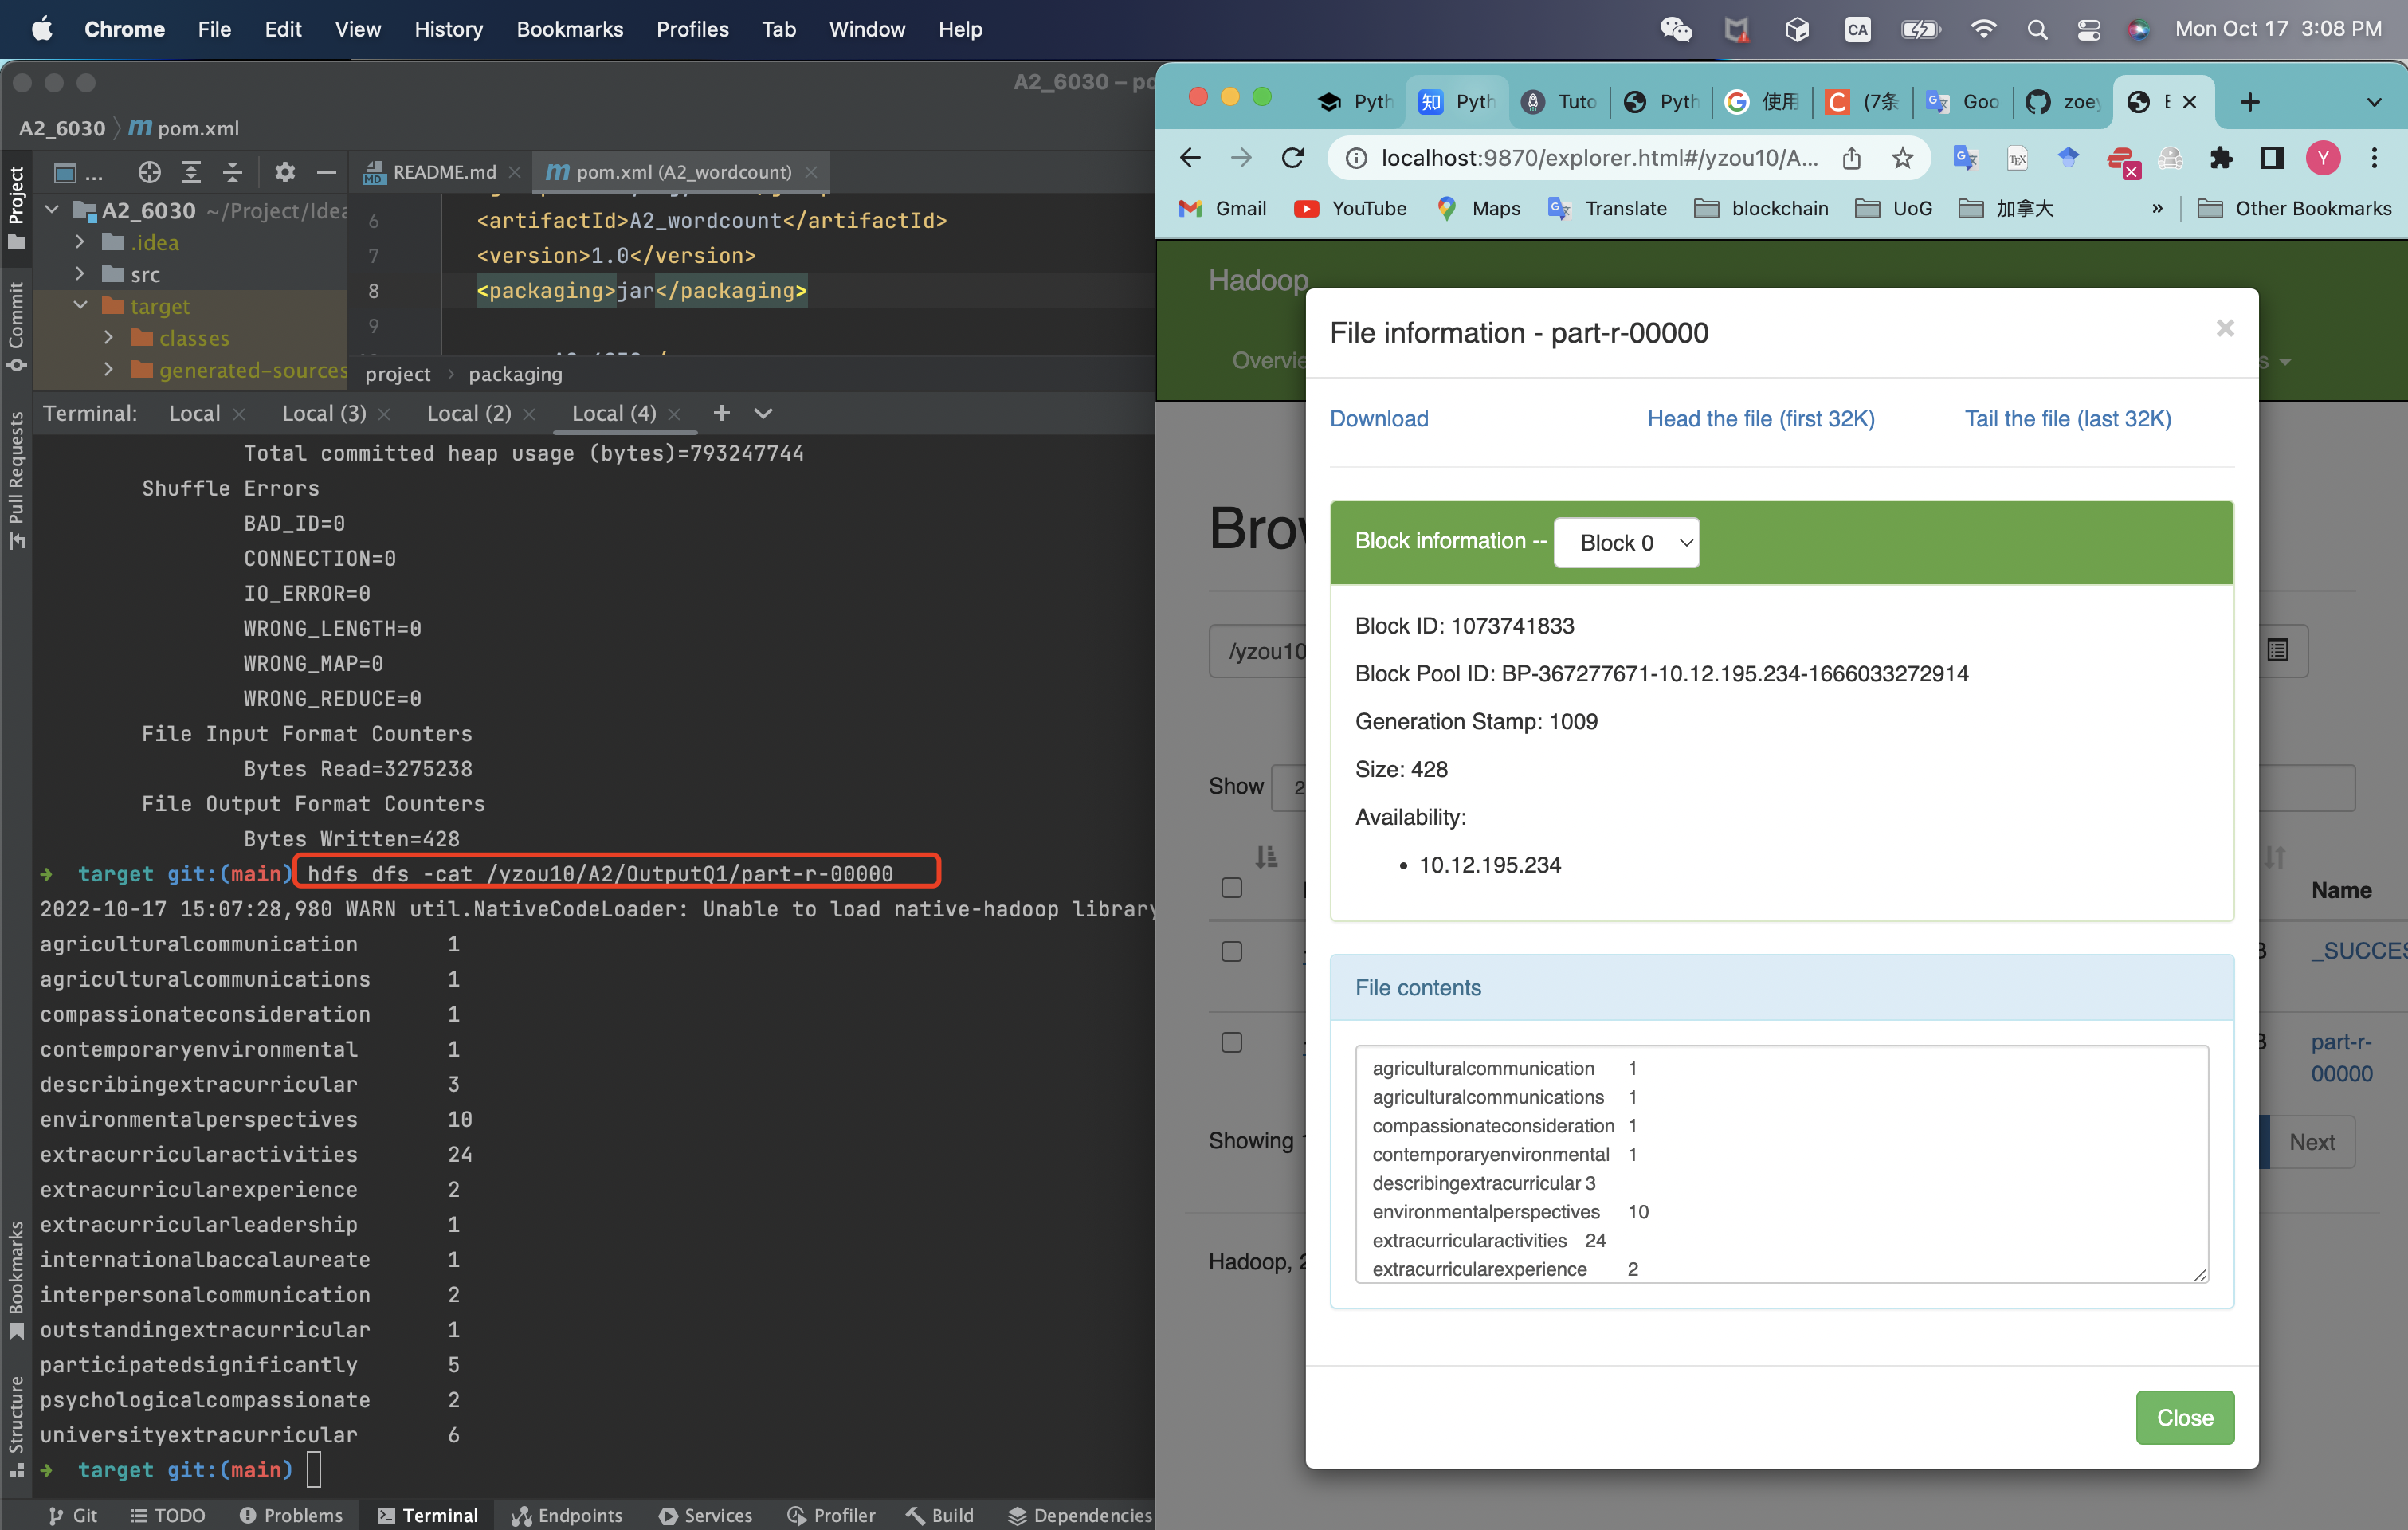 Chrome File Edit View History Bookmarks Profiles Tab Window Help CA Mon Oct 17 3:08 PM
A2_6030 – po
A2_6030 pom.xml
Project
Commit
Pull Requests
Bookmarks
Structure
... README.md pom.xml (A2_wordcount)
A2_6030 ~/Project/Idea
.idea
src
target
classes
generated-sources
6 <artifactId>A2_wordcount</artifactId>
7 <version>1.0</version>
8 <packaging>jar</packaging>
9
project packaging
Terminal: Local Local (3) Local (2) Local (4)
Total committed heap usage (bytes)=793247744
Shuffle Errors
BAD_ID=0
CONNECTION=0
IO_ERROR=0
WRONG_LENGTH=0
WRONG_MAP=0
WRONG_REDUCE=0
File Input Format Counters
Bytes Read=3275238
File Output Format Counters
Bytes Written=428
→ target git:(main) hdfs dfs -cat /yzou10/A2/OutputQ1/part-r-00000
2022-10-17 15:07:28,980 WARN util.NativeCodeLoader: Unable to load native-hadoop library
agriculturalcommunication 1
agriculturalcommunications 1
compassionateconsideration 1
contemporaryenvironmental 1
describingextracurricular 3
environmentalperspectives 10
extracurricularactivities 24
extracurricularexperience 2
extracurricularleadership 1
internationalbaccalaureate 1
interpersonalcommunication 2
outstandingextracurricular 1
participatedsignificantly 5
psychologicalcompassionate 2
universityextracurricular 6
→ target git:(main)
Git TODO Problems Terminal Endpoints Services Profiler Build Dependencies
Pyth 知 Pyth Tuto Pyth 使用 C (7条 Goo zoey E
localhost:9870/explorer.html#/yzou10/A... Y
Gmail YouTube Maps Translate blockchain UoG 加拿大 » Other Bookmarks
Hadoop
Overvie
s
Brow
/yzou10
Show 2
Name
_SUCCES
part-r-
00000
Showing 1
Next
Hadoop, 2
File information - part-r-00000
Download Head the file (first 32K) Tail the file (last 32K)
Block information -- Block 0
Block ID: 1073741833
Block Pool ID: BP-367277671-10.12.195.234-1666033272914
Generation Stamp: 1009
Size: 428
Availability:
• 10.12.195.234
File contents
agriculturalcommunication 1
agriculturalcommunications 1
compassionateconsideration 1
contemporaryenvironmental 1
describingextracurricular 3
environmentalperspectives 10
extracurricularactivities 24
extracurricularexperience 2
Close